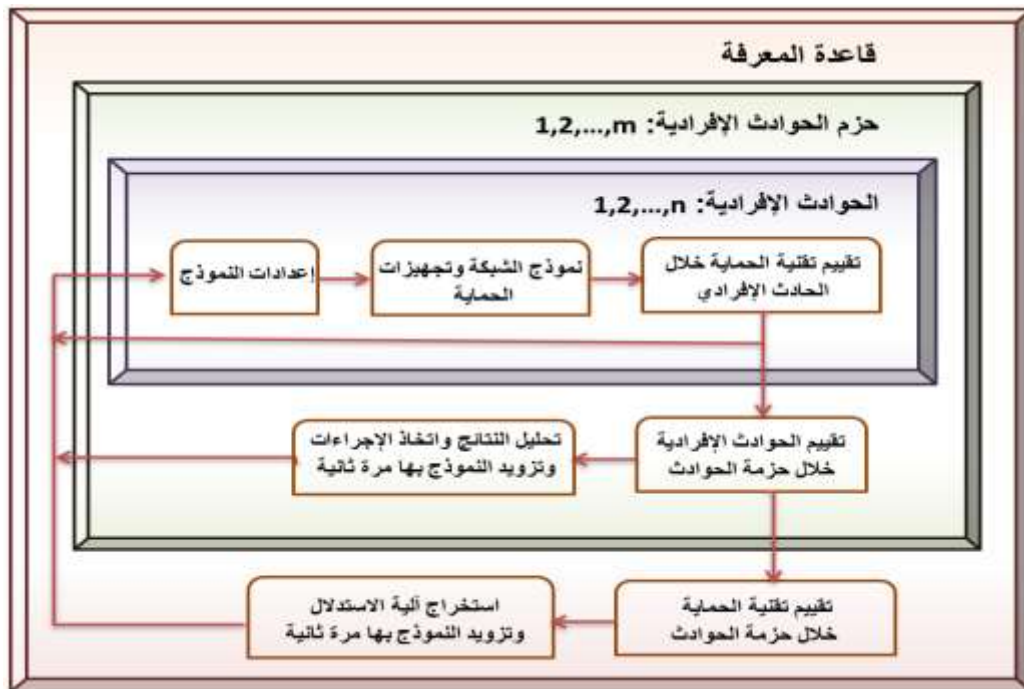 قاعدة المعرفة
حزم الحوادث الإفرادية: 1,2,...,m
الحوادث الإفرادية: 1,2,...,n
إعدادات النموذج
نموذج الشبكة وتجهيزات
الحماية
تقييم تقنية الحماية خلال
الحادث الإفرادي
تقييم الحوادث الإفرادية
خلال حزمة الحوادث
تحليل النتائج واتخاذ الإجراءات
وتزويد النموذج بها مرة ثانية
تقييم تقنية الحماية
خلال حزمة الحوادث
استخراج آلية الاستدلال
وتزويد النموذج بها مرة ثانية